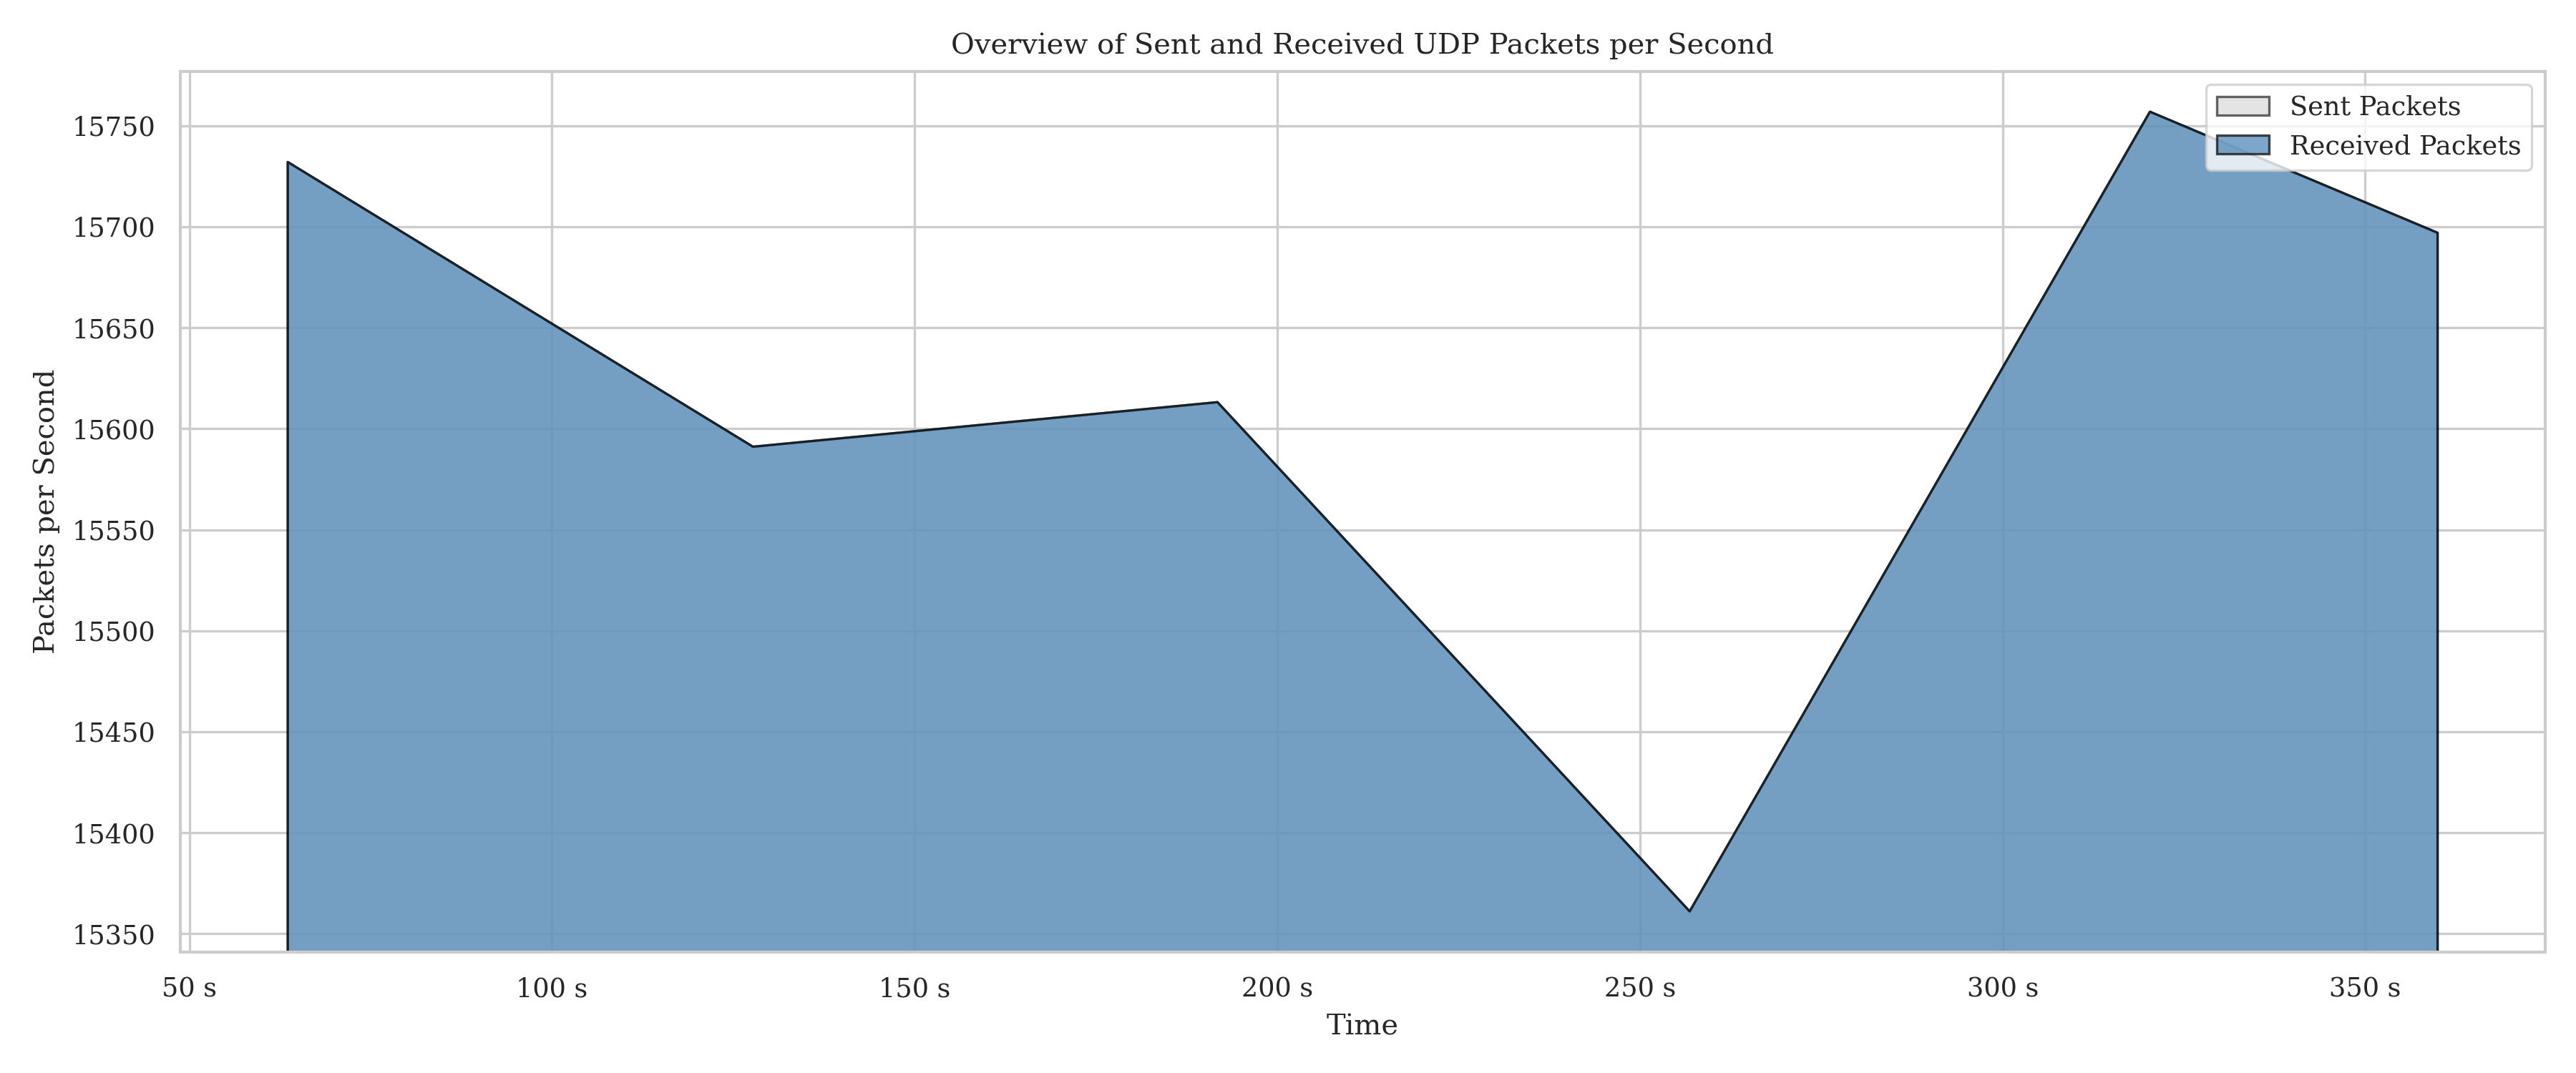 Overview of Sent and Received UDP Packets per Second
Sent Packets
Received Packets
Packets per Second
15750
15700
15650
15600
15550
15500
15450
15400
15350
50 s
100 s
150 s
200 s
250 s
300 s
350 s
Time